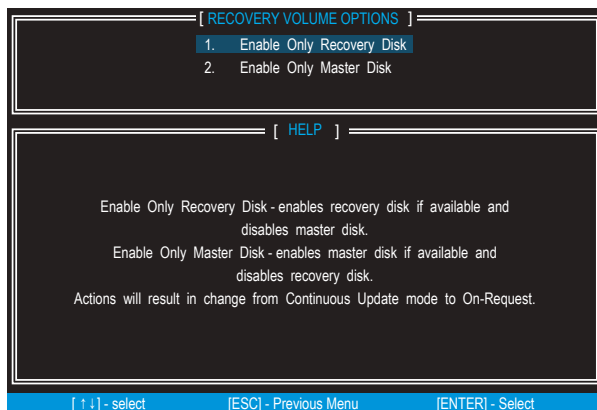 [ RECOVERY VOLUME OPTIONS ]
1. Enable Only Recovery Disk
2. Enable Only Master Disk
[ HELP ]
Enable Only Recovery Disk - enables recovery disk if available and
disables master disk.
Enable Only Master Disk - enables master disk if available and
disables recovery disk.
Actions will result in change from Continuous Update mode to On-Request.
[ ↑↓] - select [ESC] - Previous Menu [ENTER] - Select